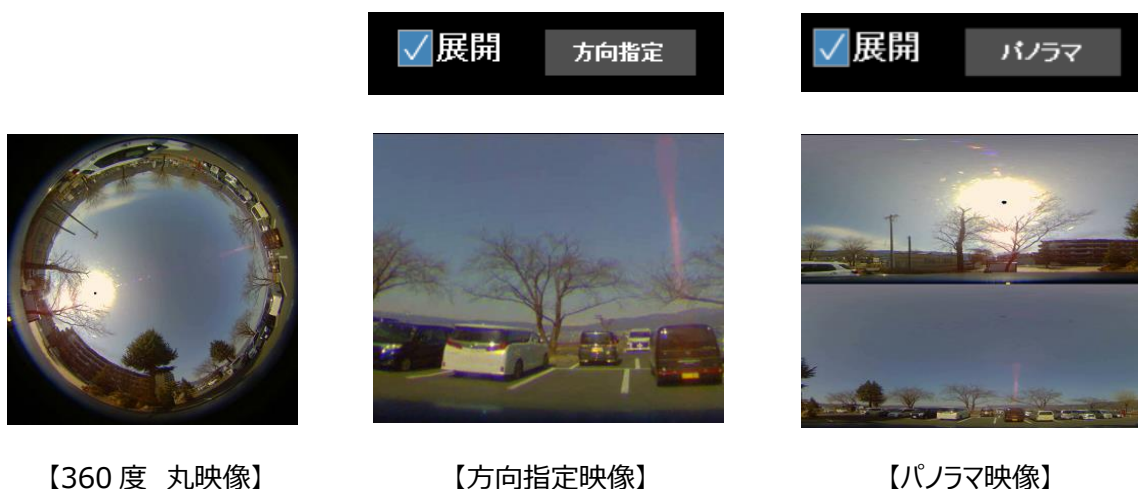 展開 方向指定
展開 パノラマ
【360 度 丸映像】
【方向指定映像】
【パノラマ映像】